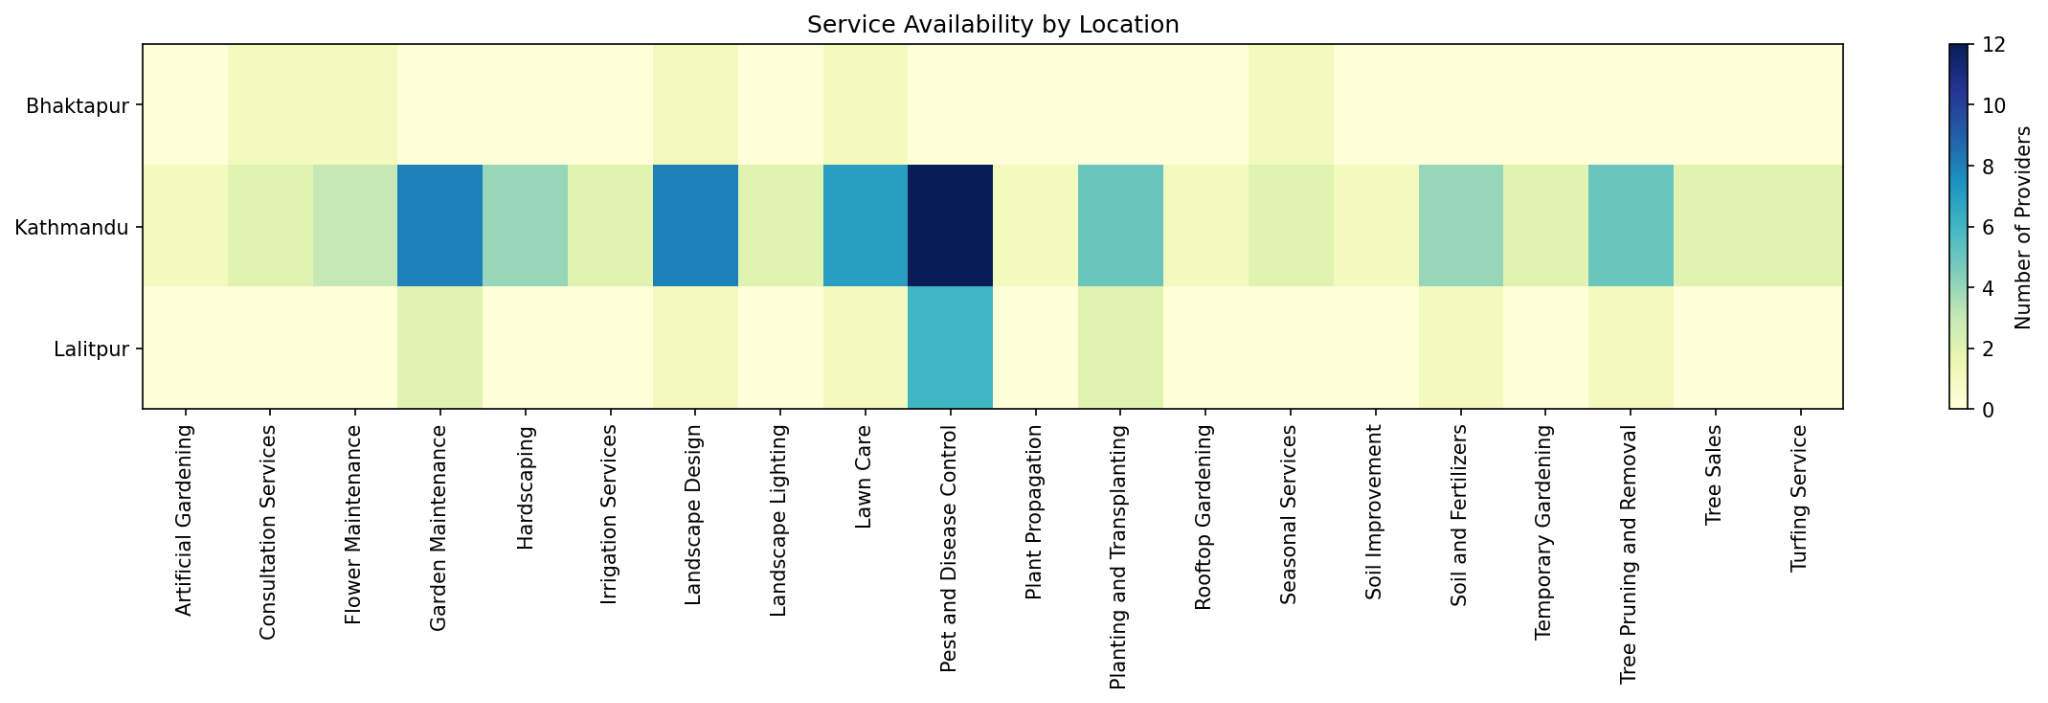 Service Availability by Location
Bhaktapur
Kathmandu
Lalitpur
Artificial Gardening
Consultation Services
Flower Maintenance
Garden Maintenance
Hardscaping
Irrigation Services
Landscape Design
Landscape Lighting
Lawn Care
Pest and Disease Control
Plant Propagation
Planting and Transplanting
Rooftop Gardening
Seasonal Services
Soil Improvement
Soil and Fertilizers
Temporary Gardening
Tree Pruning and Removal
Tree Sales
Turfing Service
12
10
8
6
4
2
0
Number of Providers